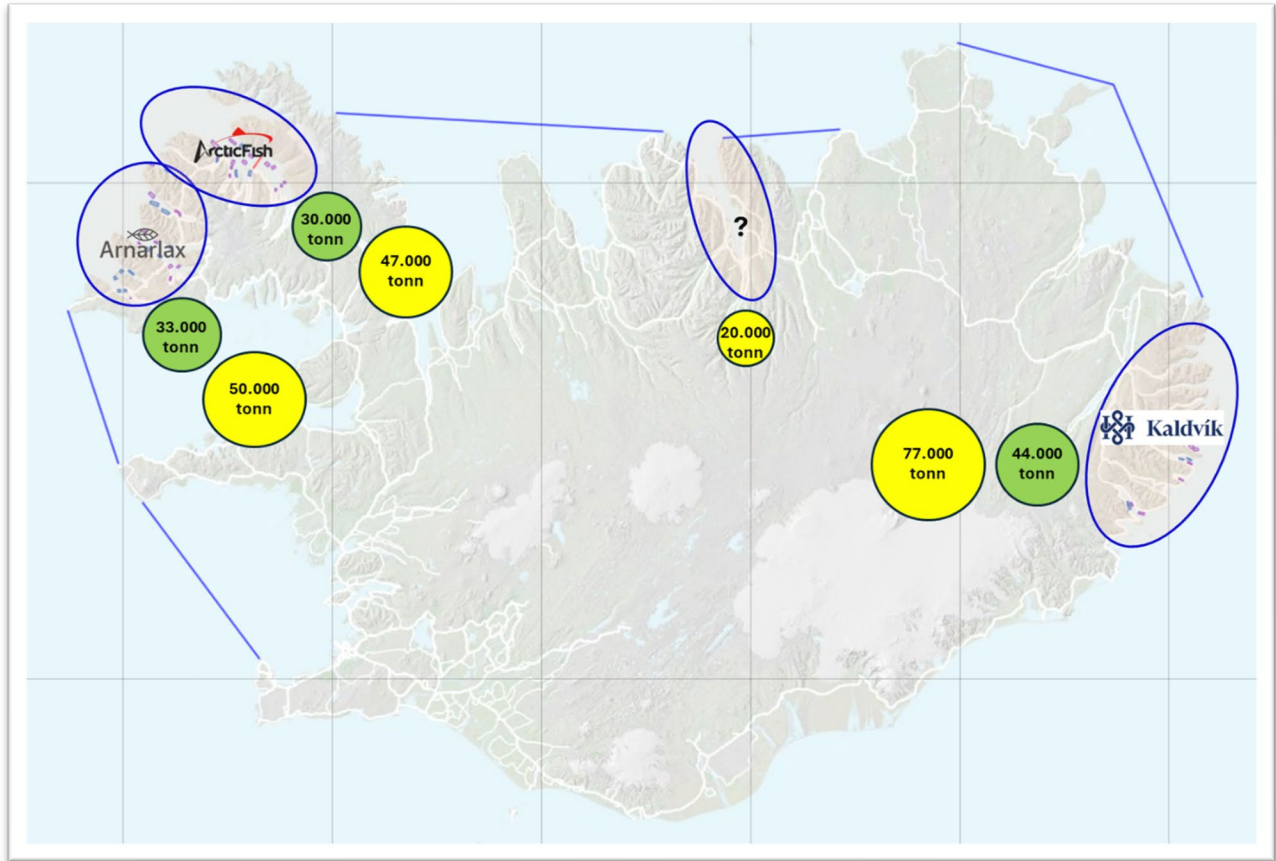 ArcticFish
Arnarlax
30.000
tonn
47.000
tonn
33.000
tonn
50.000
tonn
?
20.000
tonn
77.000
tonn
44.000
tonn
Kaldvík